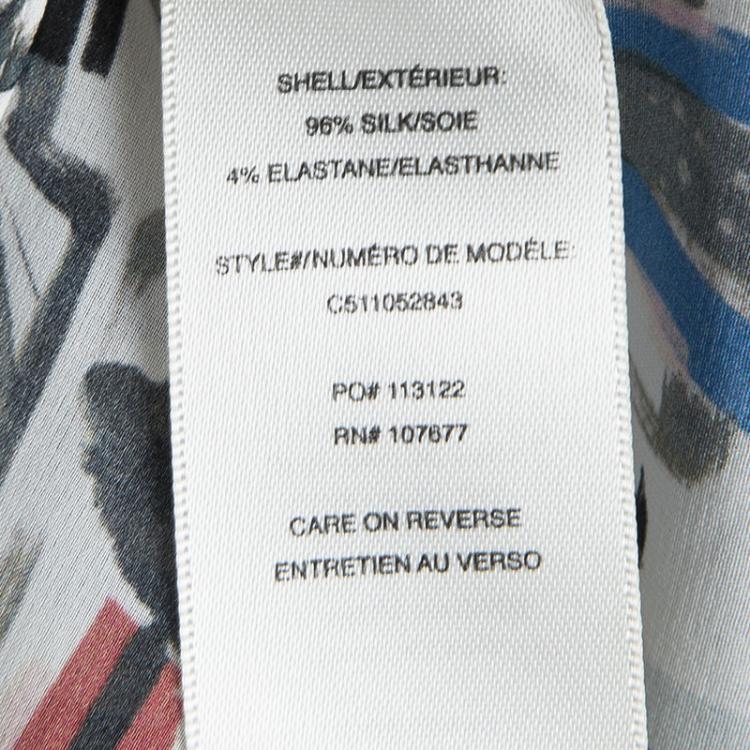 SHELL/EXTÉRIEUR:
96% SILK/SOIE
4% ELASTANE/ELASTHANNE
STYLE#/NUMÉRO DE MODÈLE:
C511052843
PO# 113122
RN# 107677
CARE ON REVERSE
ENTRETIEN AU VERSO